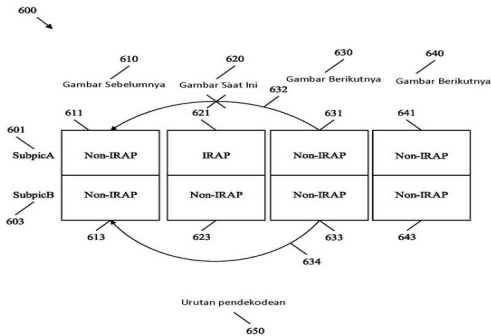 600
610 620 630 640
Gambar Sebelumnya Gambar Saat Ini Gambar Berikutnya Gambar Berikutnya
632
611 621 631 641
601
SubpicA Non-IRAP IRAP Non-IRAP Non-IRAP
SubpicB Non-IRAP Non-IRAP Non-IRAP Non-IRAP
603
613 623 633 643
634
Urutan pendekodean
650